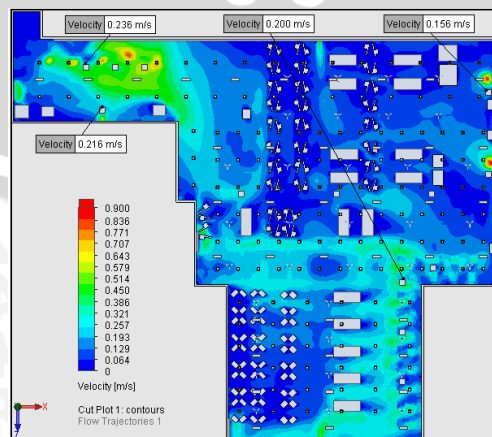 Velocity 0.236 m/s
Velocity 0.200 m/s
Velocity 0.156 m/s
Velocity 0.216 m/s
0.900
0.836
0.771
0.707
0.643
0.579
0.514
0.450
0.386
0.321
0.257
0.193
0.129
0.064
0
Velocity [m/s]
Cut Plot 1: contours
Flow Trajectories 1
X